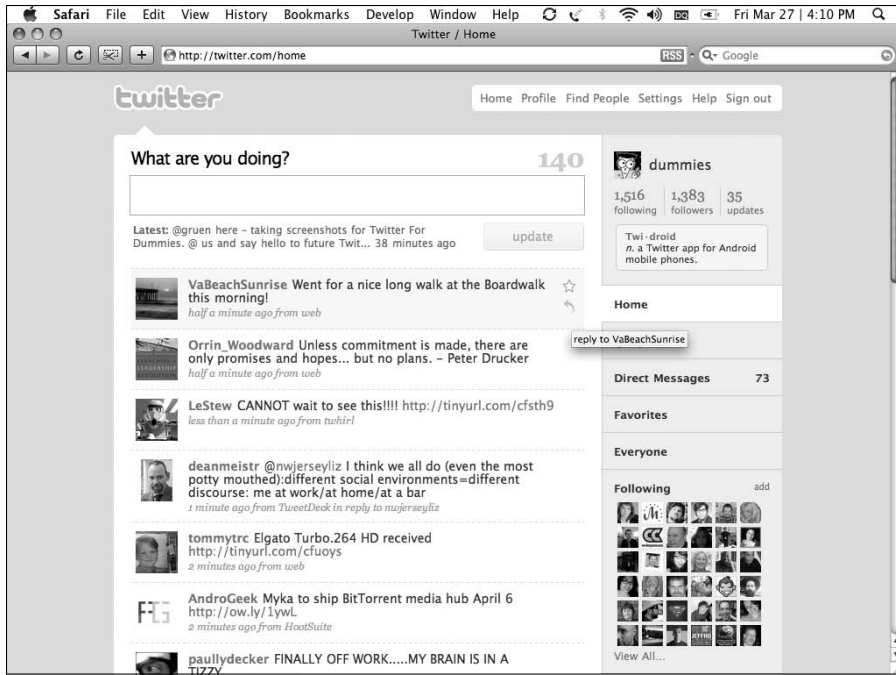 Safari File Edit View History Bookmarks Develop Window Help DQ Fri Mar 27 | 4:10 PM
Twitter / Home
http://twitter.com/home RSS Google
twitter
Home Profile Find People Settings Help Sign out
What are you doing? 140
Latest: @gruen here – taking screenshots for Twitter For
Dummies. @ us and say hello to future Twit... 38 minutes ago
update
VaBeachSunrise Went for a nice long walk at the Boardwalk
this morning!
half a minute ago from web
reply to VaBeachSunrise
Orrin_Woodward Unless commitment is made, there are
only promises and hopes... but no plans. – Peter Drucker
half a minute ago from web
LeStew CANNOT wait to see this!!!! http://tinyurl.com/cfsth9
less than a minute ago from twhirl
deanmeistr @nwjerseyliz I think we all do (even the most
potty mouthed):different social environments=different
discourse: me at work/at home/at a bar
1 minute ago from TweetDeck in reply to nwjerseyliz
tommytrc Elgato Turbo.264 HD received
http://tinyurl.com/cfuoys
2 minutes ago from web
AndroGeek Myka to ship BitTorrent media hub April 6
http://ow.ly/1ywL
2 minutes ago from HootSuite
paullydecker FINALLY OFF WORK.....MY BRAIN IS IN A
TIZZY
dummies
1,516 1,383 35
following followers updates
Twi·droid
n. a Twitter app for Android
mobile phones.
Home
Direct Messages 73
Favorites
Everyone
Following add
View All...